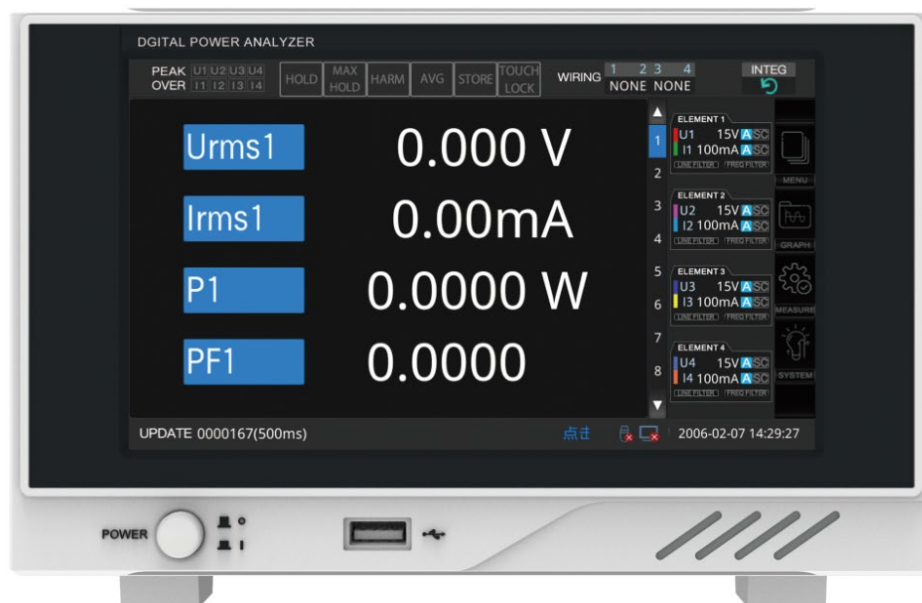 DGITAL POWER ANALYZER
PEAK U1 U2 U3 U4
OVER I1 I2 I3 I4
HOLD
MAX
HOLD
HARM
AVG
STORE
TOUCH
LOCK
WIRING
1 2 3 4
NONE NONE
INTEG
Urms1 0.000 V
Irms1 0.00mA
P1 0.0000 W
PF1 0.0000
1
2
3
4
5
6
7
8
ELEMENT 1
U1 15V A SC
I1 100mA A SC
LINE FILTER FREQ FILTER
ELEMENT 2
U2 15V A SC
I2 100mA A SC
LINE FILTER FREQ FILTER
ELEMENT 3
U3 15V A SC
I3 100mA A SC
LINE FILTER FREQ FILTER
ELEMENT 4
U4 15V A SC
I4 100mA A SC
LINE FILTER FREQ FILTER
MENU
GRAPH
MEASURE
SYSTEM
UPDATE 0000167(500ms)
点击
2006-02-07 14:29:27
POWER